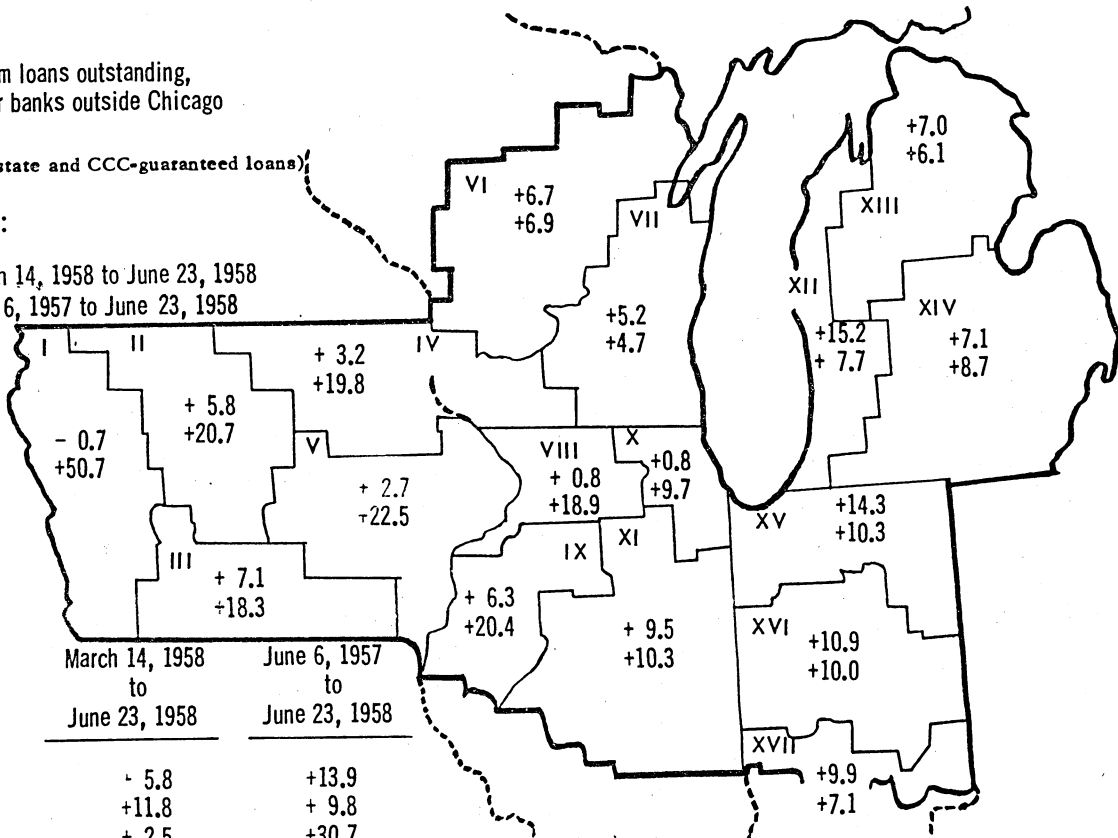 m loans outstanding,
r banks outside Chicago
state and CCC-guaranteed loans)
:
h 14, 1958 to June 23, 1958
6, 1957 to June 23, 1958
+7.0
+6.1
VI
+6.7
+6.9
VII
XIII
XII
XIV
+5.2
+4.7
+15.2
+ 7.7
+7.1
+8.7
I
II
IV
+ 3.2
+19.8
+ 5.8
+20.7
- 0.7
+50.7
V
VIII
X
+ 0.8
+18.9
+0.8
+9.7
+ 2.7
+22.5
XV
+14.3
+10.3
III
IX
XI
+ 7.1
+18.3
+ 6.3
+20.4
+ 9.5
+10.3
XVI
+10.9
+10.0
XVII
+9.9
+7.1
March 14, 1958 June 6, 1957
to to
June 23, 1958 June 23, 1958
+ 5.8 +13.9
+11.8 + 9.8
+ 2.5 +30.7